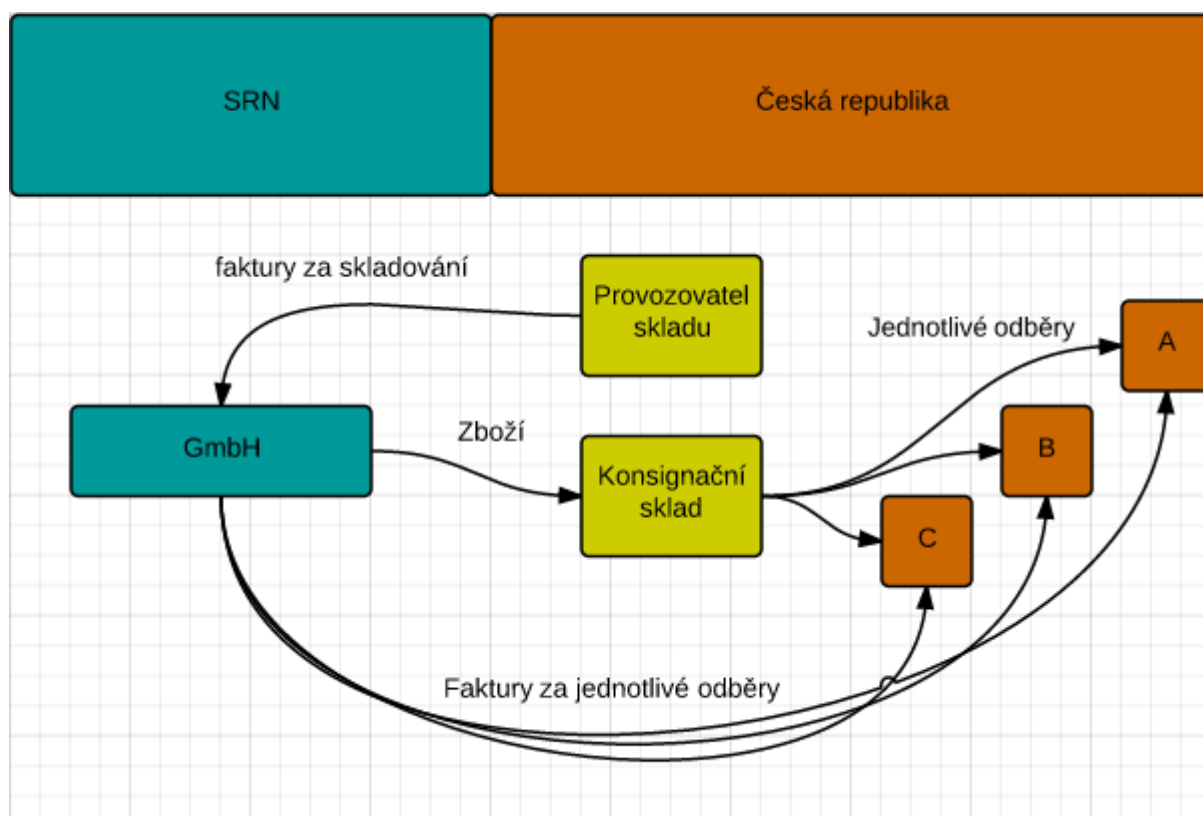 SRN
Česká republika
faktury za skladování
Provozovatel
skladu
Jednotlivé odběry
A
GmbH
Zboží
Konsignační
sklad
B
C
Faktury za jednotlivé odběry